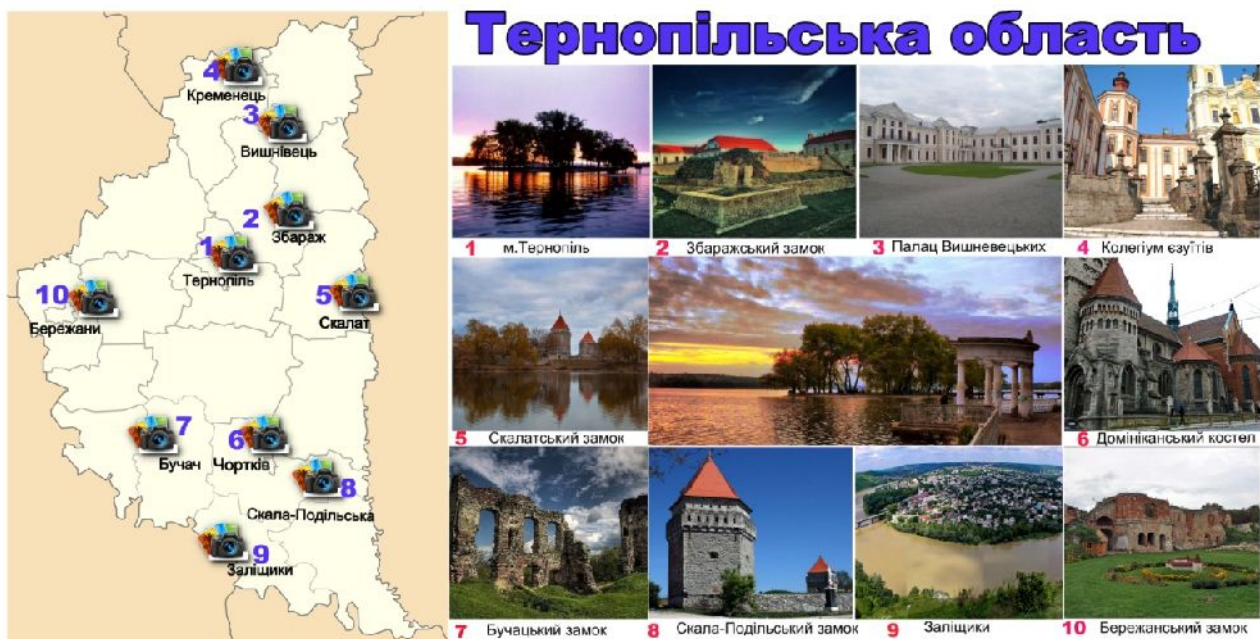 Тернопільська область
4
Кременець
3
Вишнівець
2
Збараж
1
Тернопіль
10
Бережани
5
Скалат
7
Бучач
6
Чортків
8
Скала-Подільська
9
Заліщики
1 м.Тернопіль
2 Збаражський замок
3 Палац Вишневецьких
4 Колегіум єзуїтів
5 Скалатський замок
6 Домініканський костел
7 Бучацький замок
8 Скала-Подільський замок
9 Заліщики
10 Бережанський замок